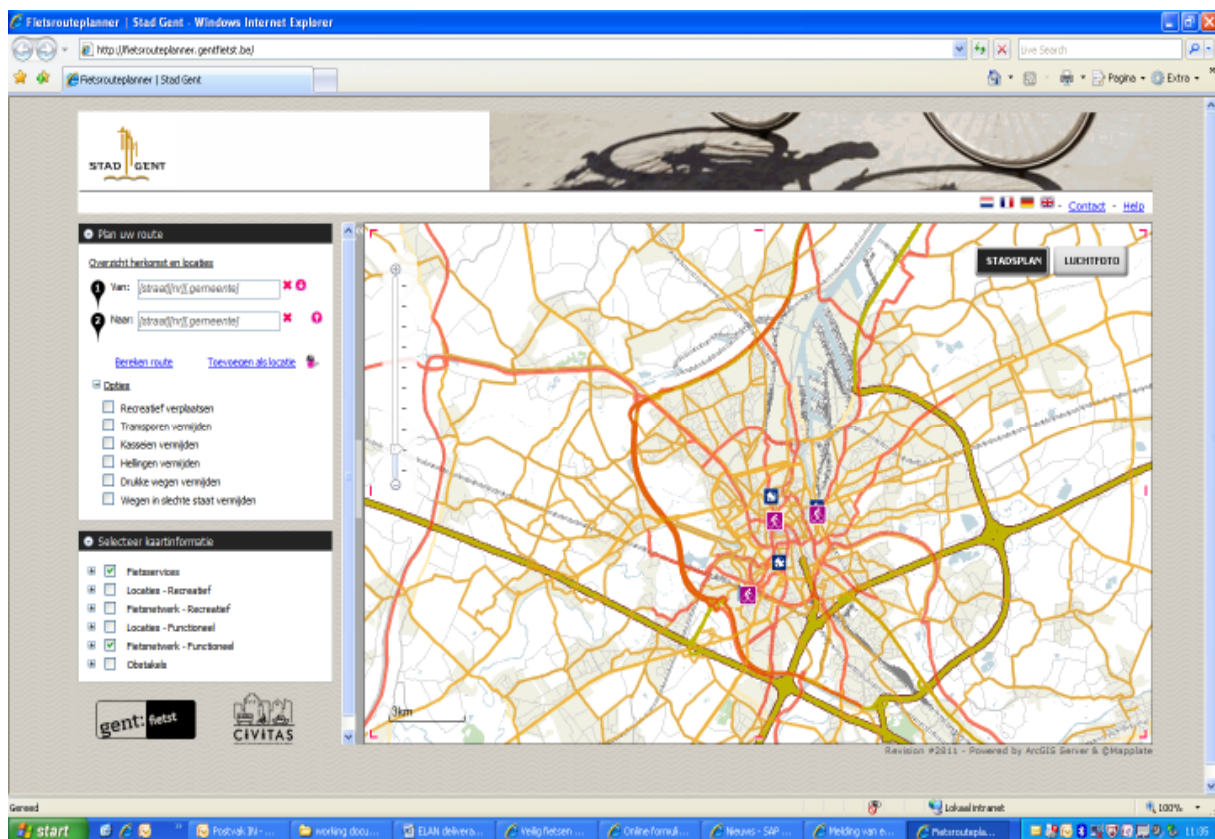 Fietsrouteplanner | Stad Gent - Windows Internet Explorer
http://fietsrouteplanner.gentfietst.be/
Live Search
Fietsrouteplanner | Stad Gent
Pagina
Extra
STAD GENT
Contact - Help
Plan uw route
Overzicht herkomst en locaties
1 Van: [straat][nr][,gemeente]
2 Naar: [straat][nr][,gemeente]
Bereken route Toevoegen als locatie
Opties
Recreatief verplaatsen
Transporen vermijden
Kasseien vermijden
Hellingen vermijden
Drukke wegen vermijden
Wegen in slechte staat vermijden
Selecteer kaartinformatie
Fietsservices
Locaties - Recreatief
Fietsnetwerk - Recreatief
Locaties - Functioneel
Fietsnetwerk - Functioneel
Obstakels
gent: fietst
CIVITAS
STADSPLAN LUCHTFOTO
3km
Revision #2811 - Powered by ArcGIS Server & ©Mapplate
Gereed
Lokaal intranet
100%
start
Postvak IN - ...
working docu...
ELAN delivera...
Veilig fietsen ...
Online formuli...
Nieuws - SAP ...
Melding van e...
Fietsroutepla...
11:35